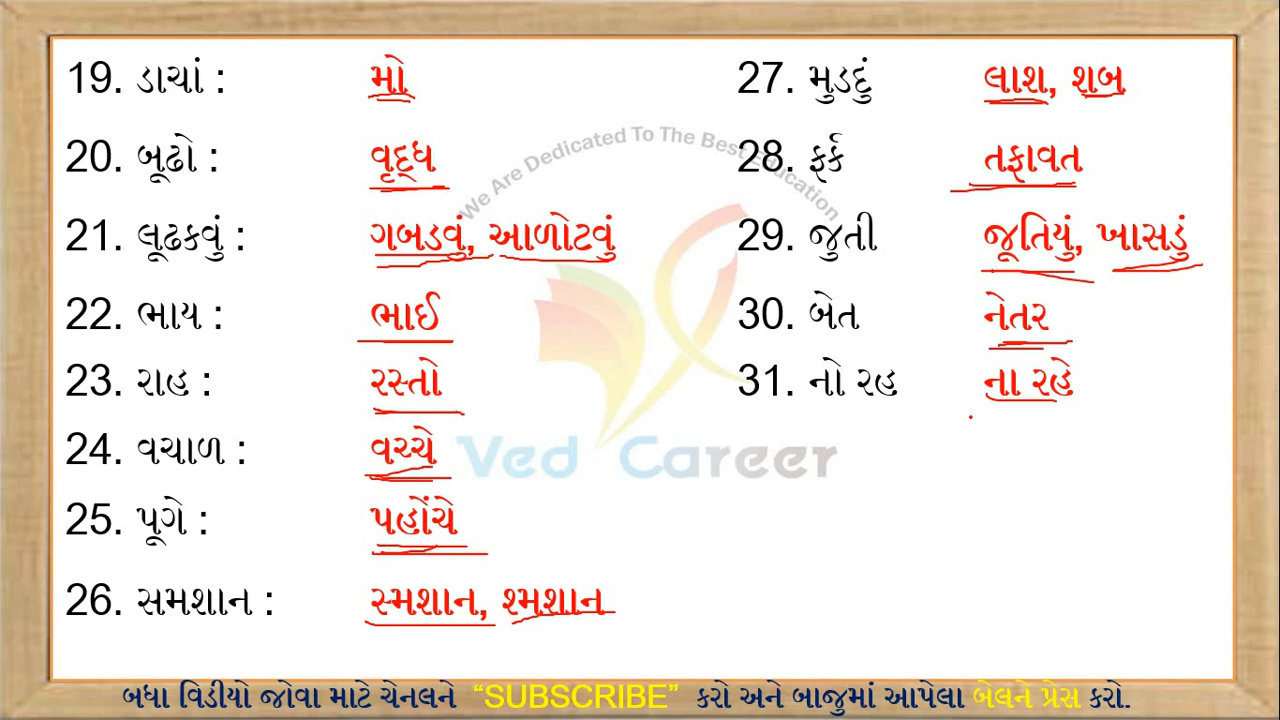 19. ડાચાં : મો
20. બૂઢો : વૃદ્ધ
21. લૂઢકવું : ગબડવું, આળોટવું
22. ભાય : ભાઈ
23. રાહ : રસ્તો
24. વચાળ : વચ્ચે
25. પૂગે : પહોંચે
26. સમશાન : સ્મશાન, શ્મશાન
27. મુડદું લાશ, શબ
28. ફર્ક તફાવત
29. જુતી જૂતિયું, ખાસડું
30. બેત નેતર
31. નો રહ ના રહે
We Are Dedicated To The Best Education
Ved Career
બધા વિડીયો જોવા માટે ચેનલને “SUBSCRIBE” કરો અને બાજુમાં આપેલા બેલને પ્રેસ કરો.